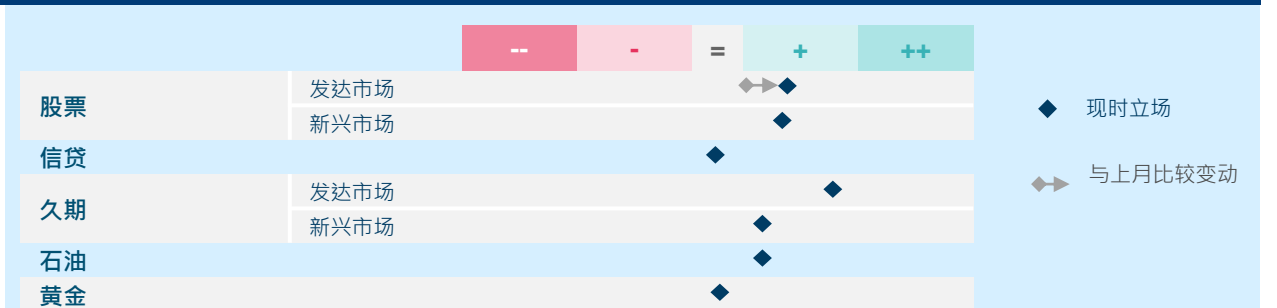 -- - = + ++
股票
发达市场
新兴市场
信贷
久期
发达市场
新兴市场
石油
黄金
现时立场
与上月比较变动